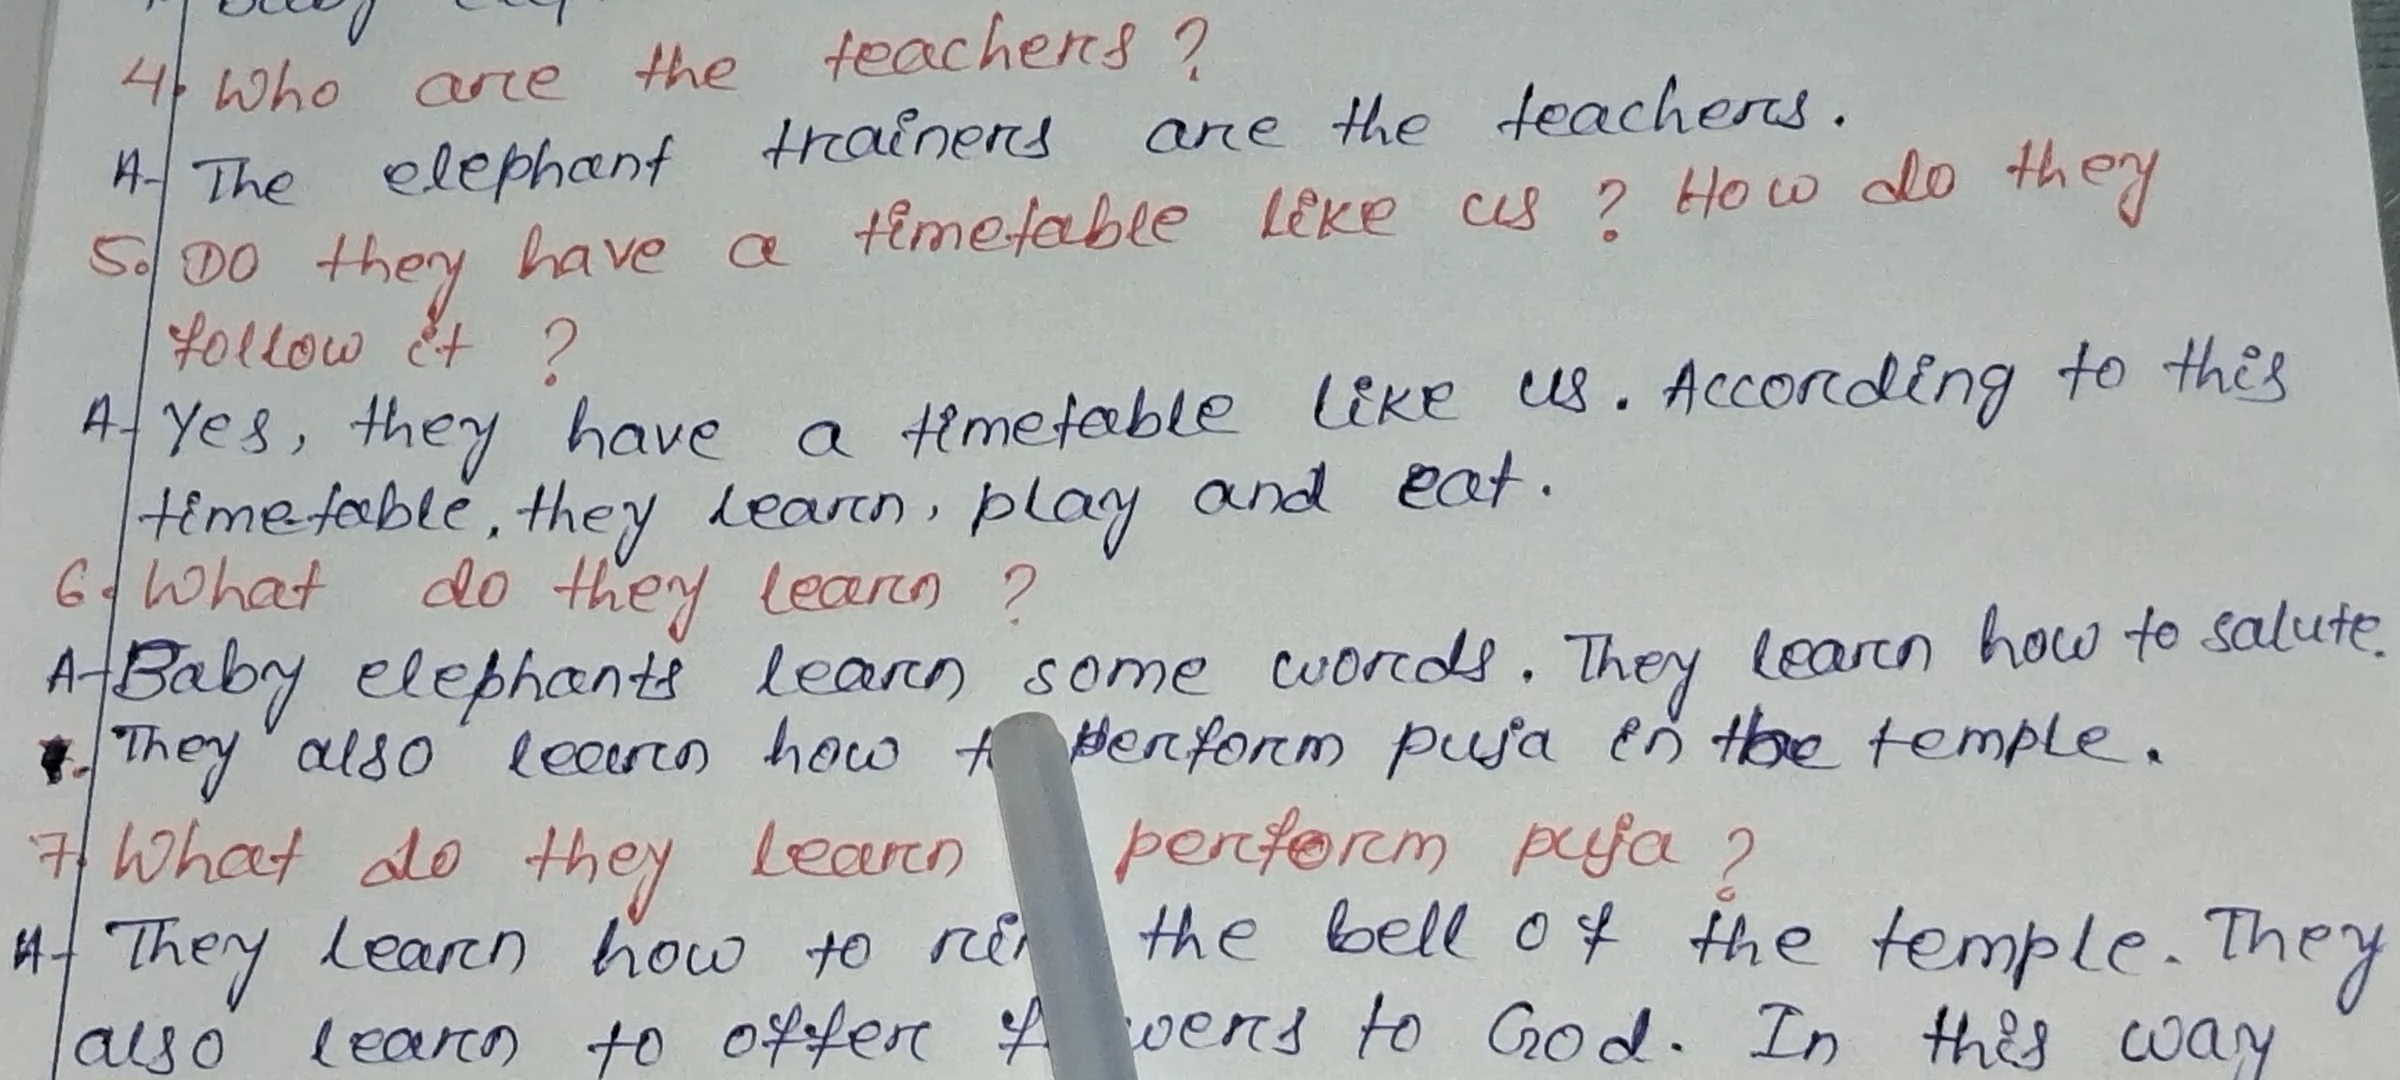 4. Who are the teachers ?
A- The elephant trainers are the teachers.
5. Do they have a timetable like us ? How do they
follow it ?
A- Yes, they have a timetable like us. According to this
timetable, they learn, play and eat.
6. What do they learn ?
A- Baby elephants learn some words. They learn how to salute.
They also learn how perform puja in the temple.
7. What do they learn perform puja ?
A- They learn how to the bell of the temple. They
also learn to offer to God. In this way